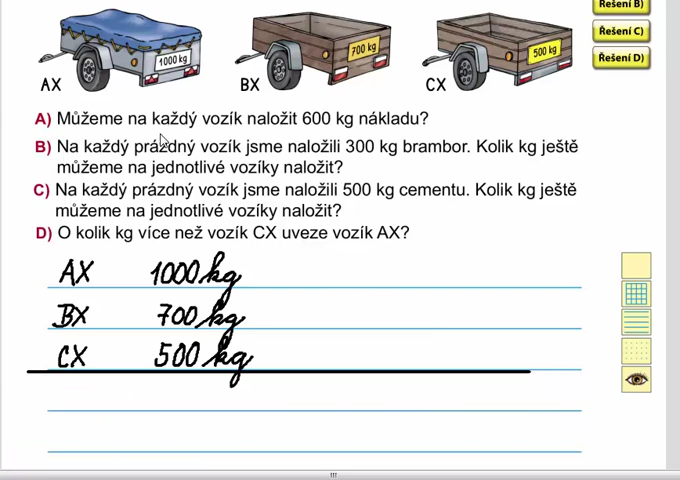 Řešení B)
Řešení C)
Řešení D)
1000 kg
700 kg
500 kg
AX
BX
CX
A) Můžeme na každý vozík naložit 600 kg nákladu?
B) Na každý prázdný vozík jsme naložili 300 kg brambor. Kolik kg ještě
můžeme na jednotlivé vozíky naložit?
C) Na každý prázdný vozík jsme naložili 500 kg cementu. Kolik kg ještě
můžeme na jednotlivé vozíky naložit?
D) O kolik kg více než vozík CX uveze vozík AX?
AX 1000 kg
BX 700 kg
CX 500 kg